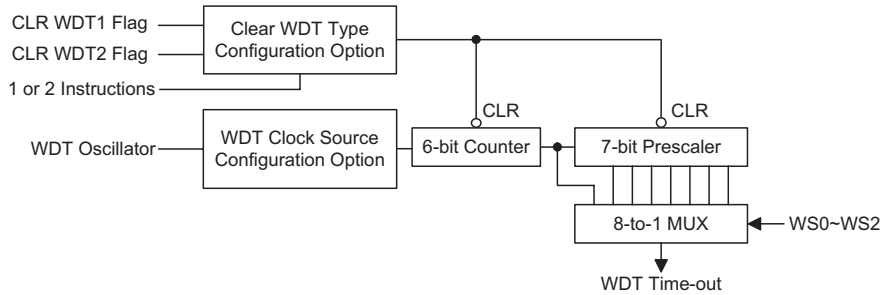 CLR WDT1 Flag
CLR WDT2 Flag
1 or 2 Instructions
Clear WDT Type
Configuration Option
CLR
CLR
WDT Oscillator
WDT Clock Source
Configuration Option
6-bit Counter
7-bit Prescaler
8-to-1 MUX
WS0~WS2
WDT Time-out